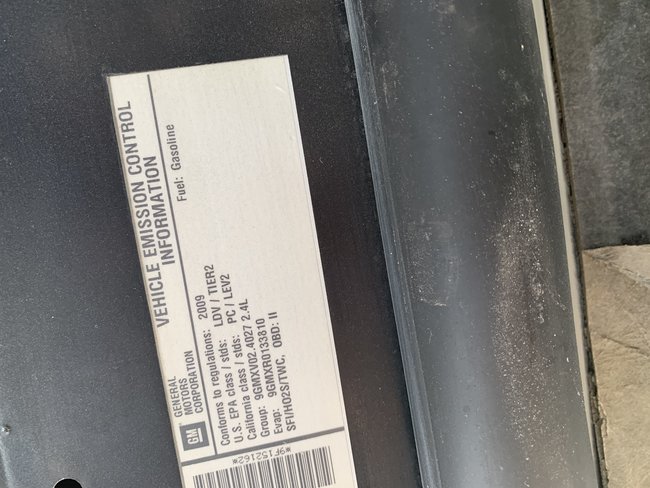 GM
GENERAL
MOTORS
CORPORATION
VEHICLE EMISSION CONTROL
INFORMATION
Conforms to regulations: 2009 Fuel: Gasoline
U.S. EPA class / stds: LDV / TIER2
California class / stds: PC / LEV2
Group: 9GMXV02.4027 2.4L
Evap: 9GMXR0133810
SFI/HO2S/TWC, OBD: II
*9F152162*